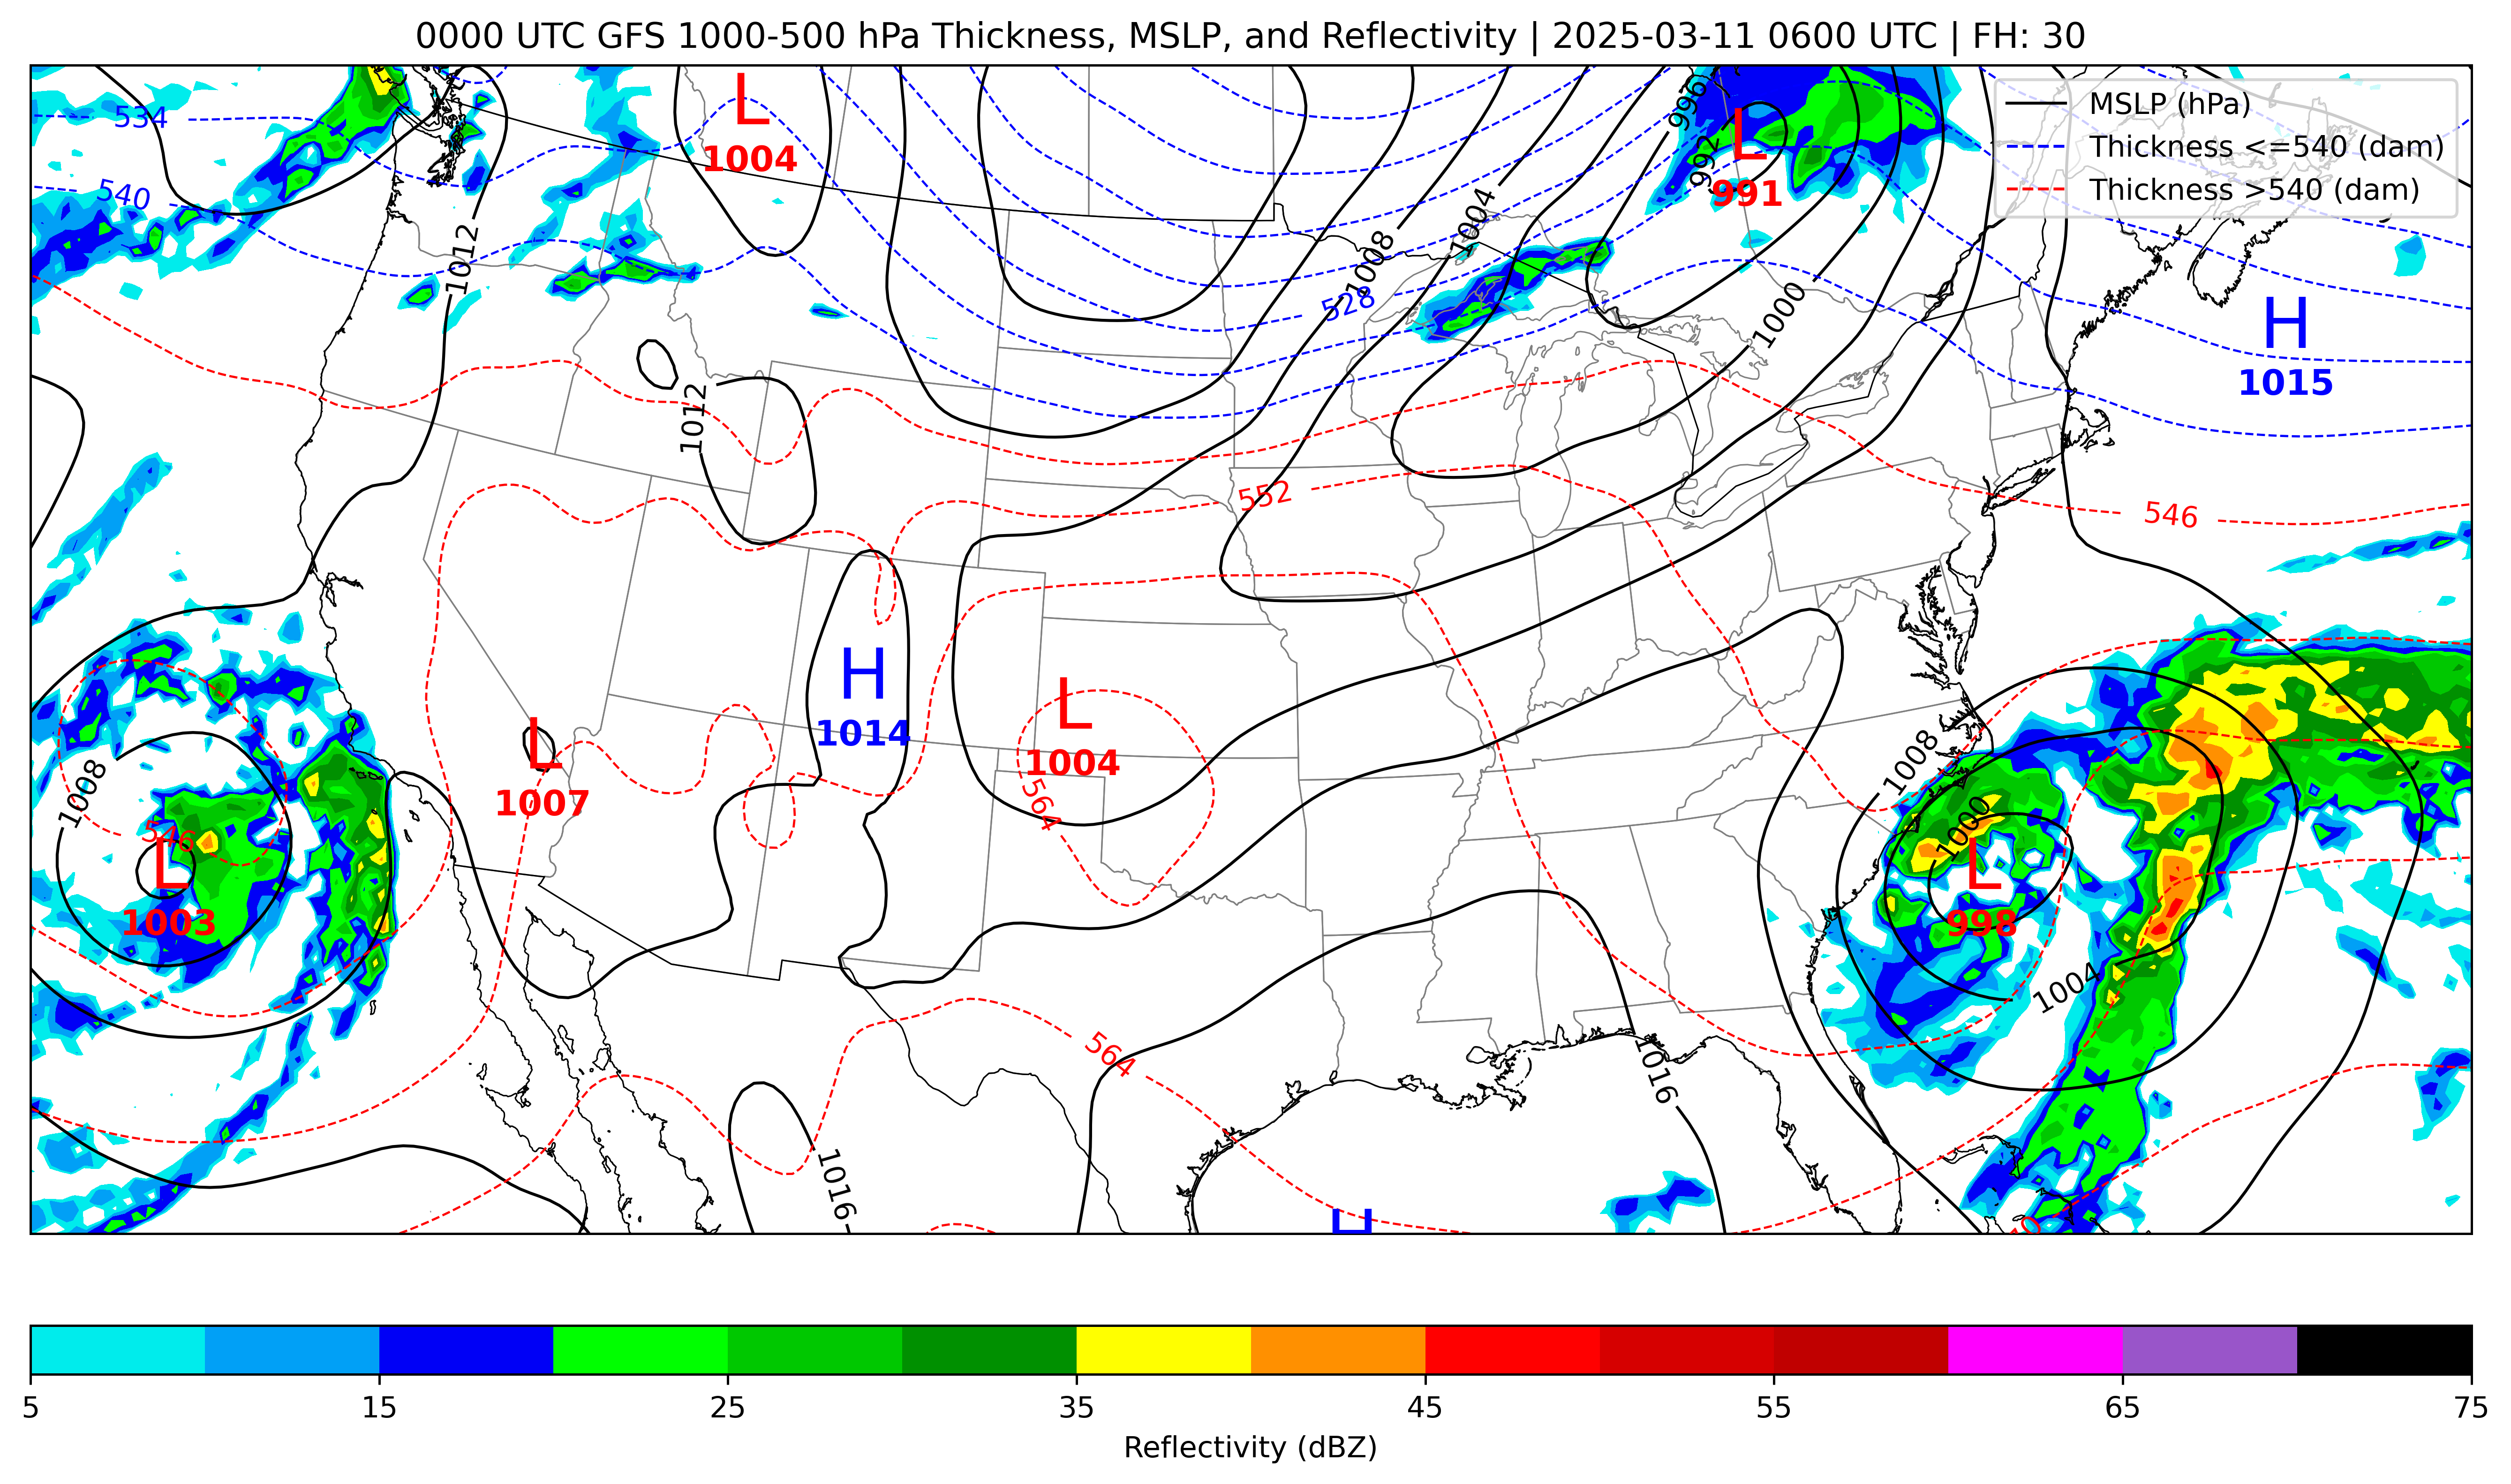 0000 UTC GFS 1000-500 hPa Thickness, MSLP, and Reflectivity | 2025-03-11 0600 UTC | FH: 30
MSLP (hPa)
Thickness <=540 (dam)
Thickness >540 (dam)
L
1004
L
991
996
992
534
540
1012
1004
1008
528
1000
H
1015
1012
552
546
H
1014
L
1004
564
L
1007
1008
546
L
1003
1008
1000
L
998
1004
564
1016
1016
H
5
15
25
35
45
55
65
75
Reflectivity (dBZ)